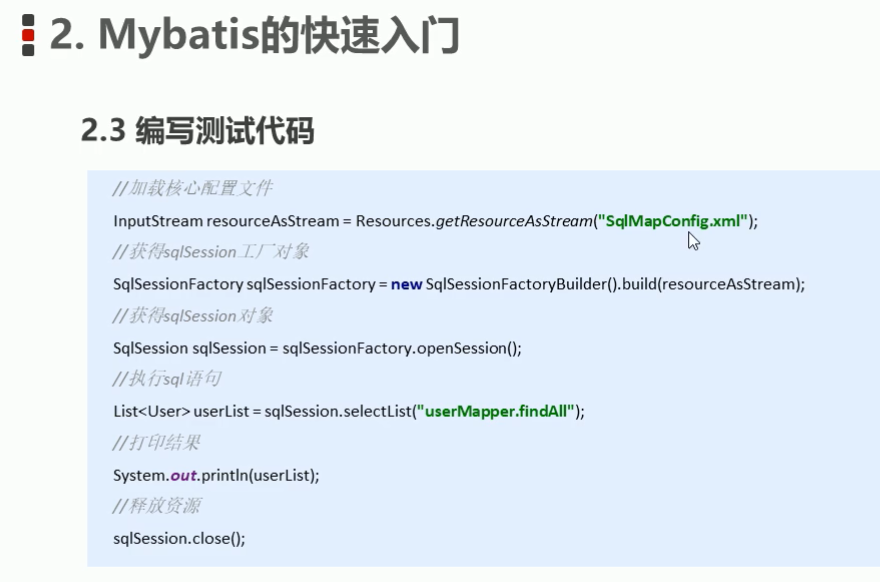 2. Mybatis的快速入门
2.3 编写测试代码
//加载核心配置文件
InputStream resourceAsStream = Resources.getResourceAsStream("SqlMapConfig.xml");
//获得sqlSession工厂对象
SqlSessionFactory sqlSessionFactory = new SqlSessionFactoryBuilder().build(resourceAsStream);
//获得sqlSession对象
SqlSession sqlSession = sqlSessionFactory.openSession();
//执行sql语句
List<User> userList = sqlSession.selectList("userMapper.findAll");
//打印结果
System.out.println(userList);
//释放资源
sqlSession.close();